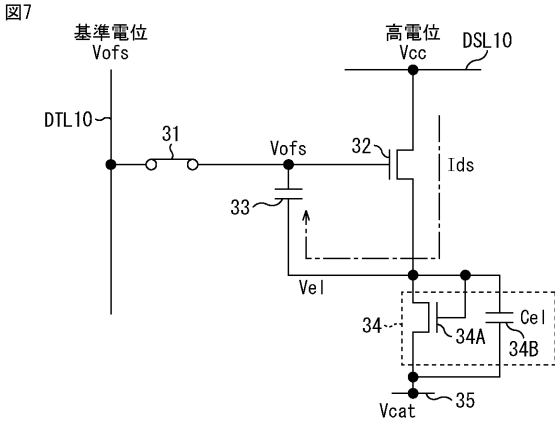 図7
基準電位
Vofs
高電位
Vcc
DSL10
DTL10
31
Vofs
32
Ids
33
Vel
34
34A
Cel
34B
35
Vcat